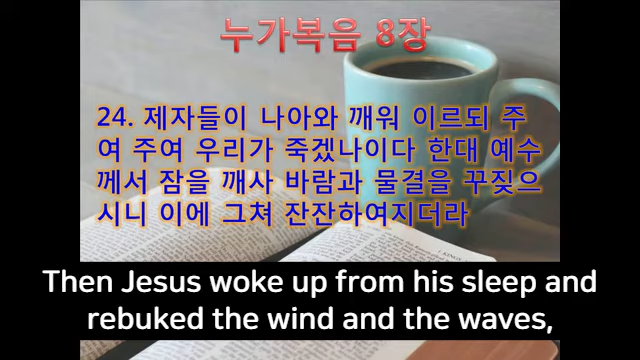 누가복음 8장
24. 제자들이 나아와 깨워 이르되 주
여 주여 우리가 죽겠나이다 한대 예수
께서 잠을 깨사 바람과 물결을 꾸짖으
시니 이에 그쳐 잔잔하여지더라
Then Jesus woke up from his sleep and
rebuked the wind and the waves,